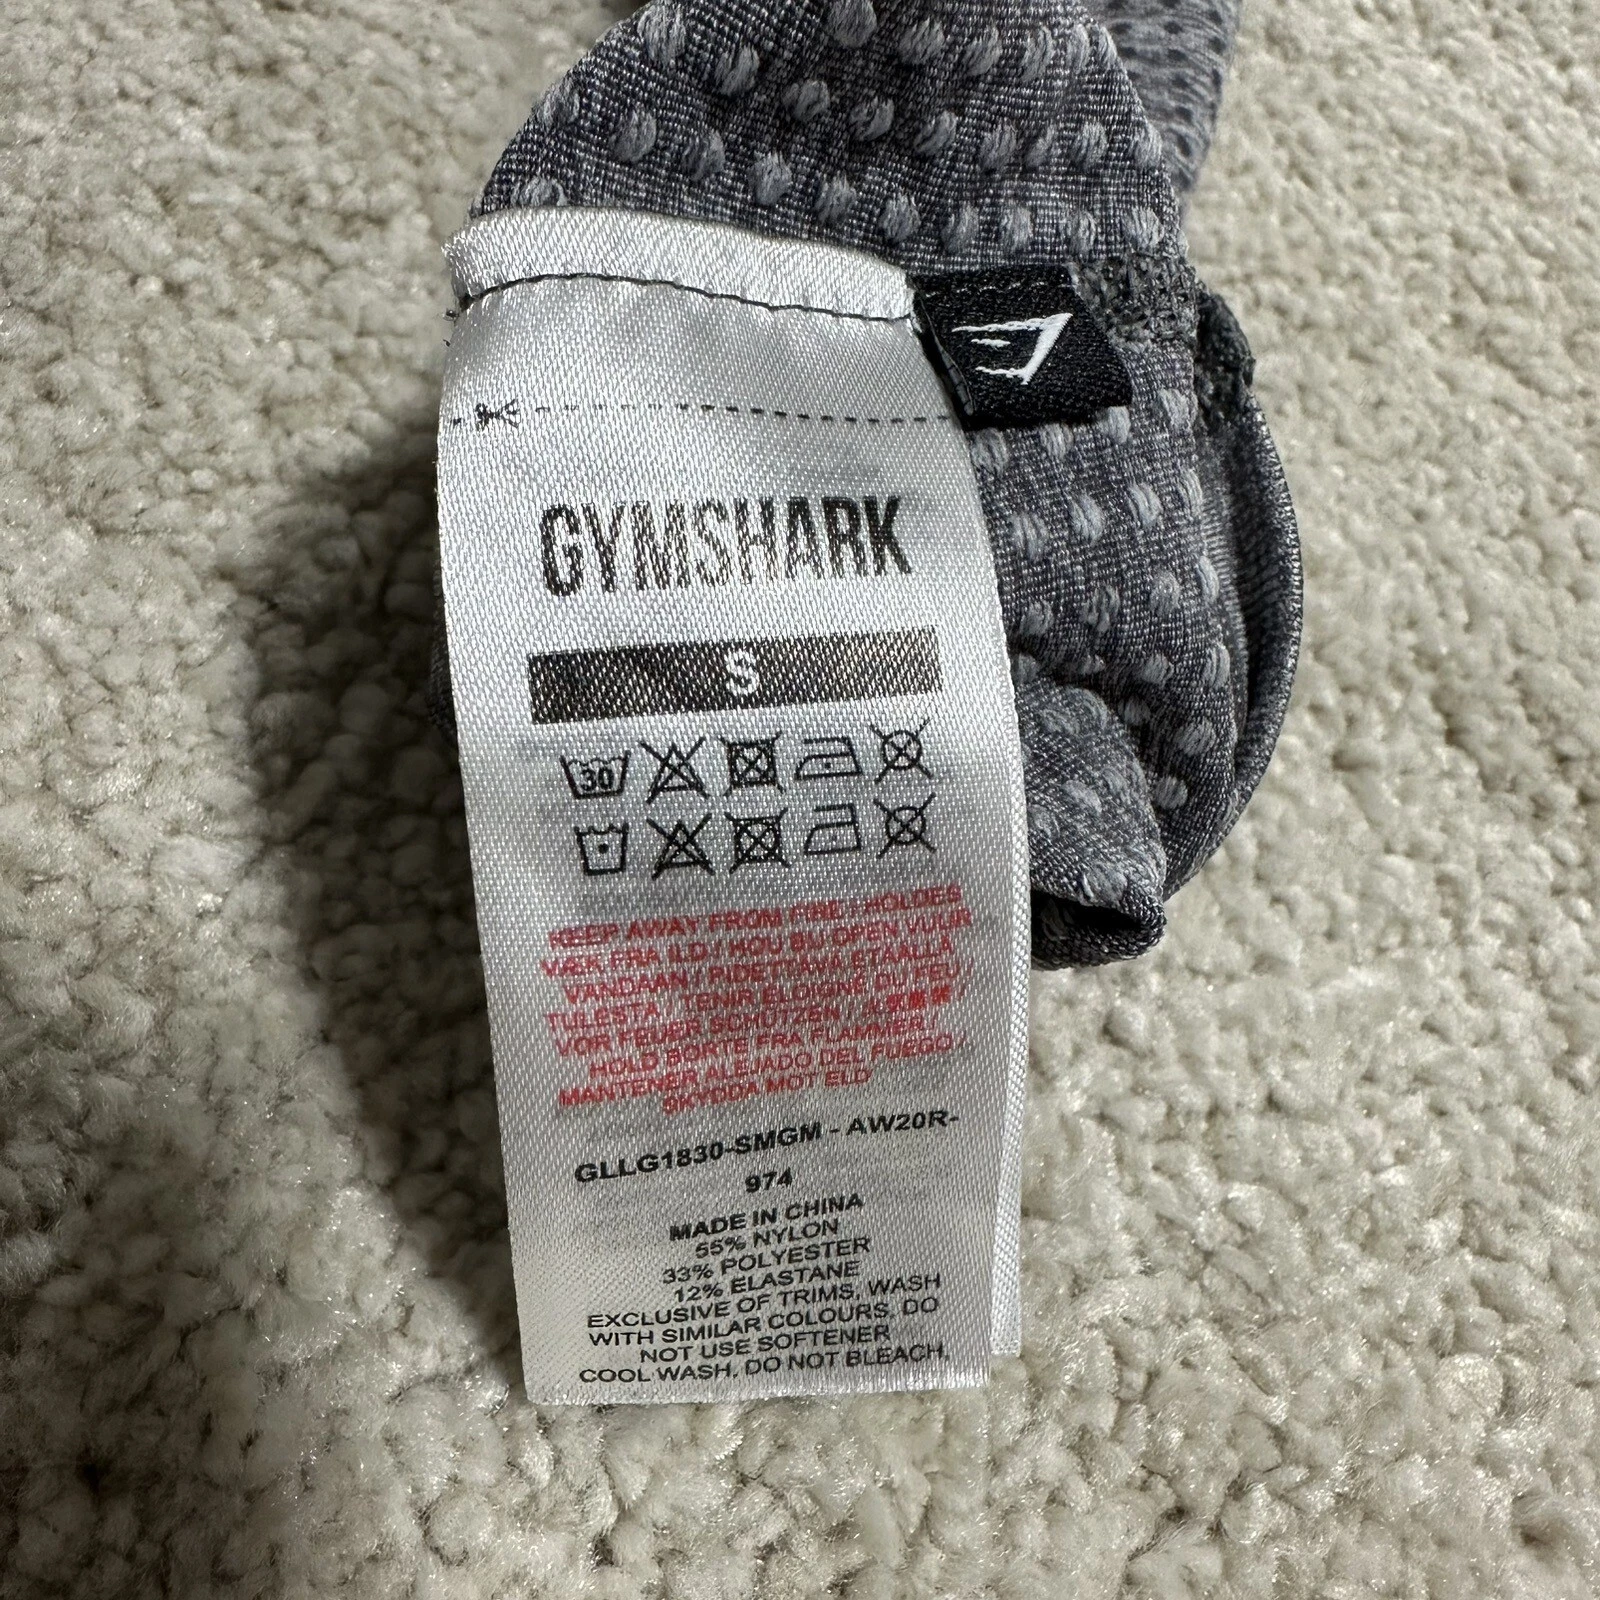 GYMSHARK
S
30
KEEP AWAY FROM FIRE / HOLDES
VÆK FRA ILD / HOU BIJ OPEN VUUR
VANDAAN / PIDETTÄVÄ ETÄÄLLÄ
TULESTA / TENIR ÉLOIGNÉ DU FEU /
VOR FEUER SCHÜTZEN /
HOLD BORTE FRA FLAMMER /
MANTENER ALEJADO DEL FUEGO
SKYDDA MOT ELD
GLLG1830-SMGM - AW20R-
974
MADE IN CHINA
55% NYLON
33% POLYESTER
12% ELASTANE
EXCLUSIVE OF TRIMS, WASH
WITH SIMILAR COLOURS, DO
NOT USE SOFTENER
COOL WASH, DO NOT BLEACH,